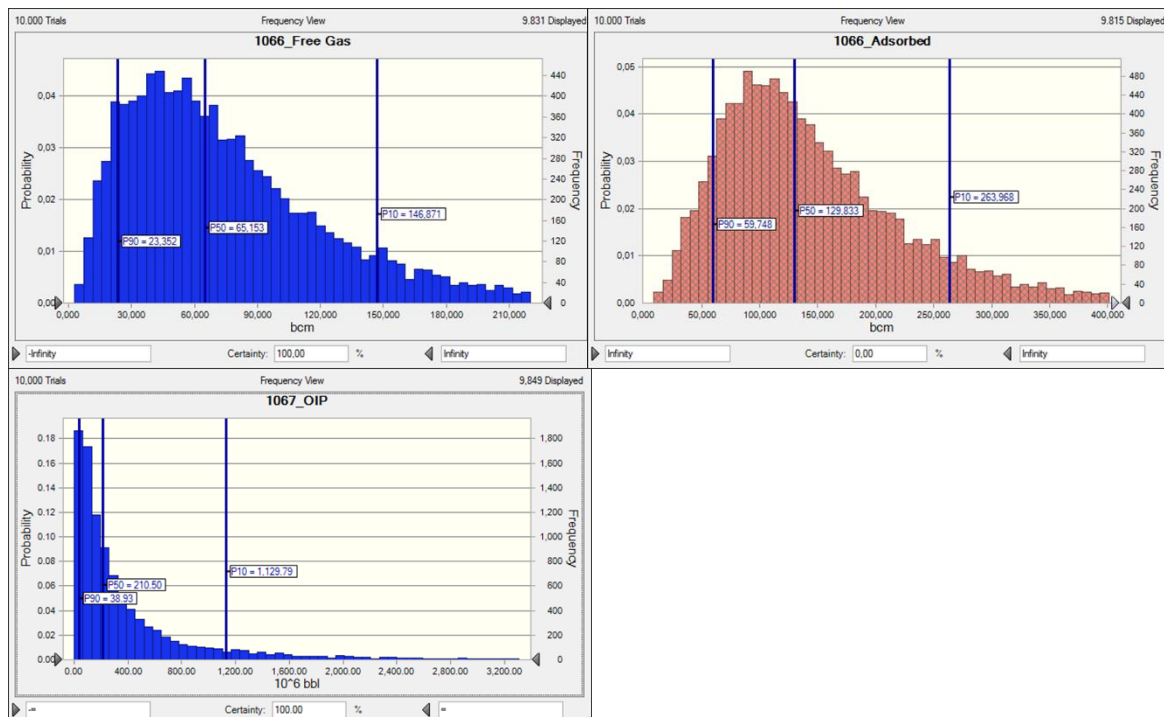 10.000 Trials Frequency View 9.831 Displayed
1066_Free Gas
Probability
Frequency
0,04
0,03
0,02
0,01
0,00
440
400
360
320
280
240
200
160
120
80
40
0
P90 = 23,352
P50 = 65,153
P10 = 146,871
0,000 30,000 60,000 90,000 120,000 150,000 180,000 210,000
bcm
-Infinity Certainty: 100,00 % Infinity
10.000 Trials Frequency View 9.815 Displayed
1066_Adsorbed
Probability
Frequency
0,05
0,04
0,03
0,02
0,01
0,00
480
440
400
360
320
280
240
200
160
120
80
40
0
P90 = 59,748
P50 = 129,833
P10 = 263,968
0,000 50,000 100,000 150,000 200,000 250,000 300,000 350,000 400,000
bcm
Infinity Certainty: 0,00 % Infinity
10,000 Trials Frequency View 9,849 Displayed
1067_OIP
Probability
Frequency
0.18
0.16
0.14
0.12
0.10
0.08
0.06
0.04
0.02
0.00
1,800
1,600
1,400
1,200
1,000
800
600
400
200
0
P10 = 1,129.79
P50 = 210.50
P90 = 38.93
0.00 400.00 800.00 1,200.00 1,600.00 2,000.00 2,400.00 2,800.00 3,200.00
10^6 bbl
Certainty: 100.00 %